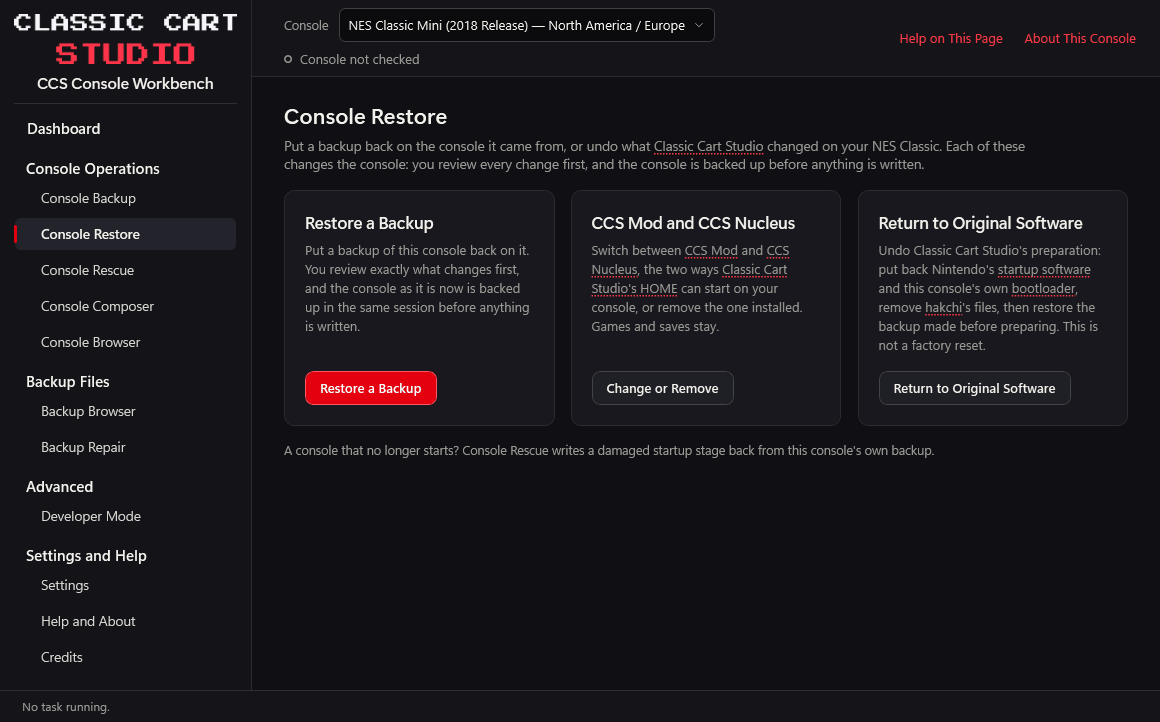 CLASSIC CART
STUDIO
CCS Console Workbench
Dashboard
Console Operations
Console Backup
Console Restore
Console Rescue
Console Composer
Console Browser
Backup Files
Backup Browser
Backup Repair
Advanced
Developer Mode
Settings and Help
Settings
Help and About
Credits
Console
NES Classic Mini (2018 Release) — North America / Europe
Console not checked
Help on This Page
About This Console
Console Restore
Put a backup back on the console it came from, or undo what Classic Cart Studio changed on your NES Classic. Each of these
changes the console: you review every change first, and the console is backed up before anything is written.
Restore a Backup
Put a backup of this console back on it.
You review exactly what changes first,
and the console as it is now is backed
up in the same session before anything
is written.
Restore a Backup
CCS Mod and CCS Nucleus
Switch between CCS Mod and CCS
Nucleus, the two ways Classic Cart
Studio's HOME can start on your
console, or remove the one installed.
Games and saves stay.
Change or Remove
Return to Original Software
Undo Classic Cart Studio's preparation:
put back Nintendo's startup software
and this console's own bootloader,
remove hakchi's files, then restore the
backup made before preparing. This is
not a factory reset.
Return to Original Software
A console that no longer starts? Console Rescue writes a damaged startup stage back from this console's own backup.
No task running.